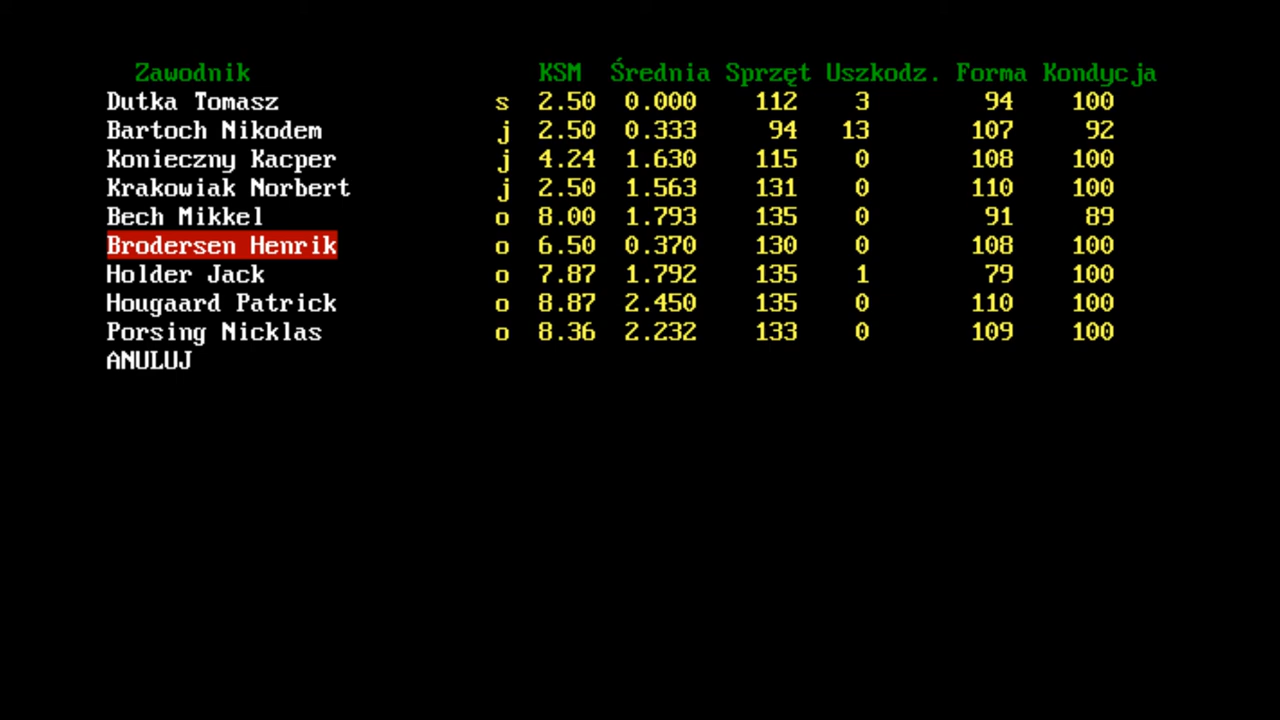 Zawodnik KSM Średnia Sprzęt Uszkodz. Forma Kondycja
Dutka Tomasz s 2.50 0.000 112 3 94 100
Bartoch Nikodem j 2.50 0.333 94 13 107 92
Konieczny Kacper j 4.24 1.630 115 0 108 100
Krakowiak Norbert j 2.50 1.563 131 0 110 100
Bech Mikkel o 8.00 1.793 135 0 91 89
Brodersen Henrik o 6.50 0.370 130 0 108 100
Holder Jack o 7.87 1.792 135 1 79 100
Hougaard Patrick o 8.87 2.450 135 0 110 100
Porsing Nicklas o 8.36 2.232 133 0 109 100
ANULUJ